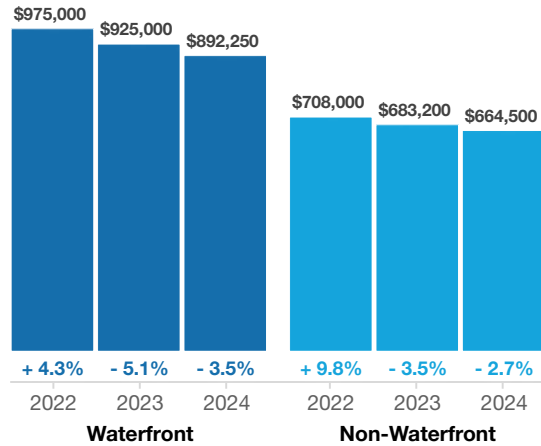 $975,000
$925,000
$892,250
$708,000
$683,200
$664,500
+ 4.3% - 5.1% - 3.5% + 9.8% - 3.5% - 2.7%
2022 2023 2024 2022 2023 2024
Waterfront Non-Waterfront